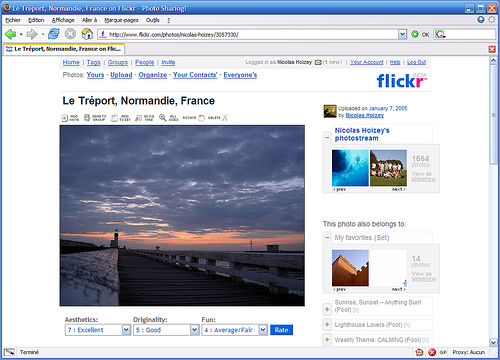 Le Tréport, Normandie, France on Flickr - Photo Sharing!
Fichier Edition Affichage Aller à Marque-pages Outils ?
http://www.flickr.com/photos/nicolas-hoizey/3057330/
OK
Le Tréport, Normandie, France on Flic...
Home | Tags | Groups | People | Invite
Logged in as Nicolas Hoizey (1 new) | Your Account | Help | Log Out
Photos: Yours · Upload · Organize · Your Contacts' · Everyone's
flickr BETA
Le Tréport, Normandie, France
ADD NOTE SEND TO GROUP ADD TO SET BLOG THIS ALL SIZES ROTATE DELETE
Uploaded on January 7, 2005
by Nicolas Hoizey
Nicolas Hoizey's
photostream
1664
photos
View as
slideshow
‹ prev next ›
This photo also belongs to:
My favorites (Set)
14
photos
View as
slideshow
‹ prev next ›
Sunrise, Sunset – Anything Sun!
(Pool) [X]
Lighthouse Lovers (Pool) [X]
Weekly Theme: CALMING (Pool) [X]
Aesthetics: Originality: Fun:
7 : Excellent 5 : Good 4 : Average/Fair Rate
Terminé
GP Proxy: Aucun